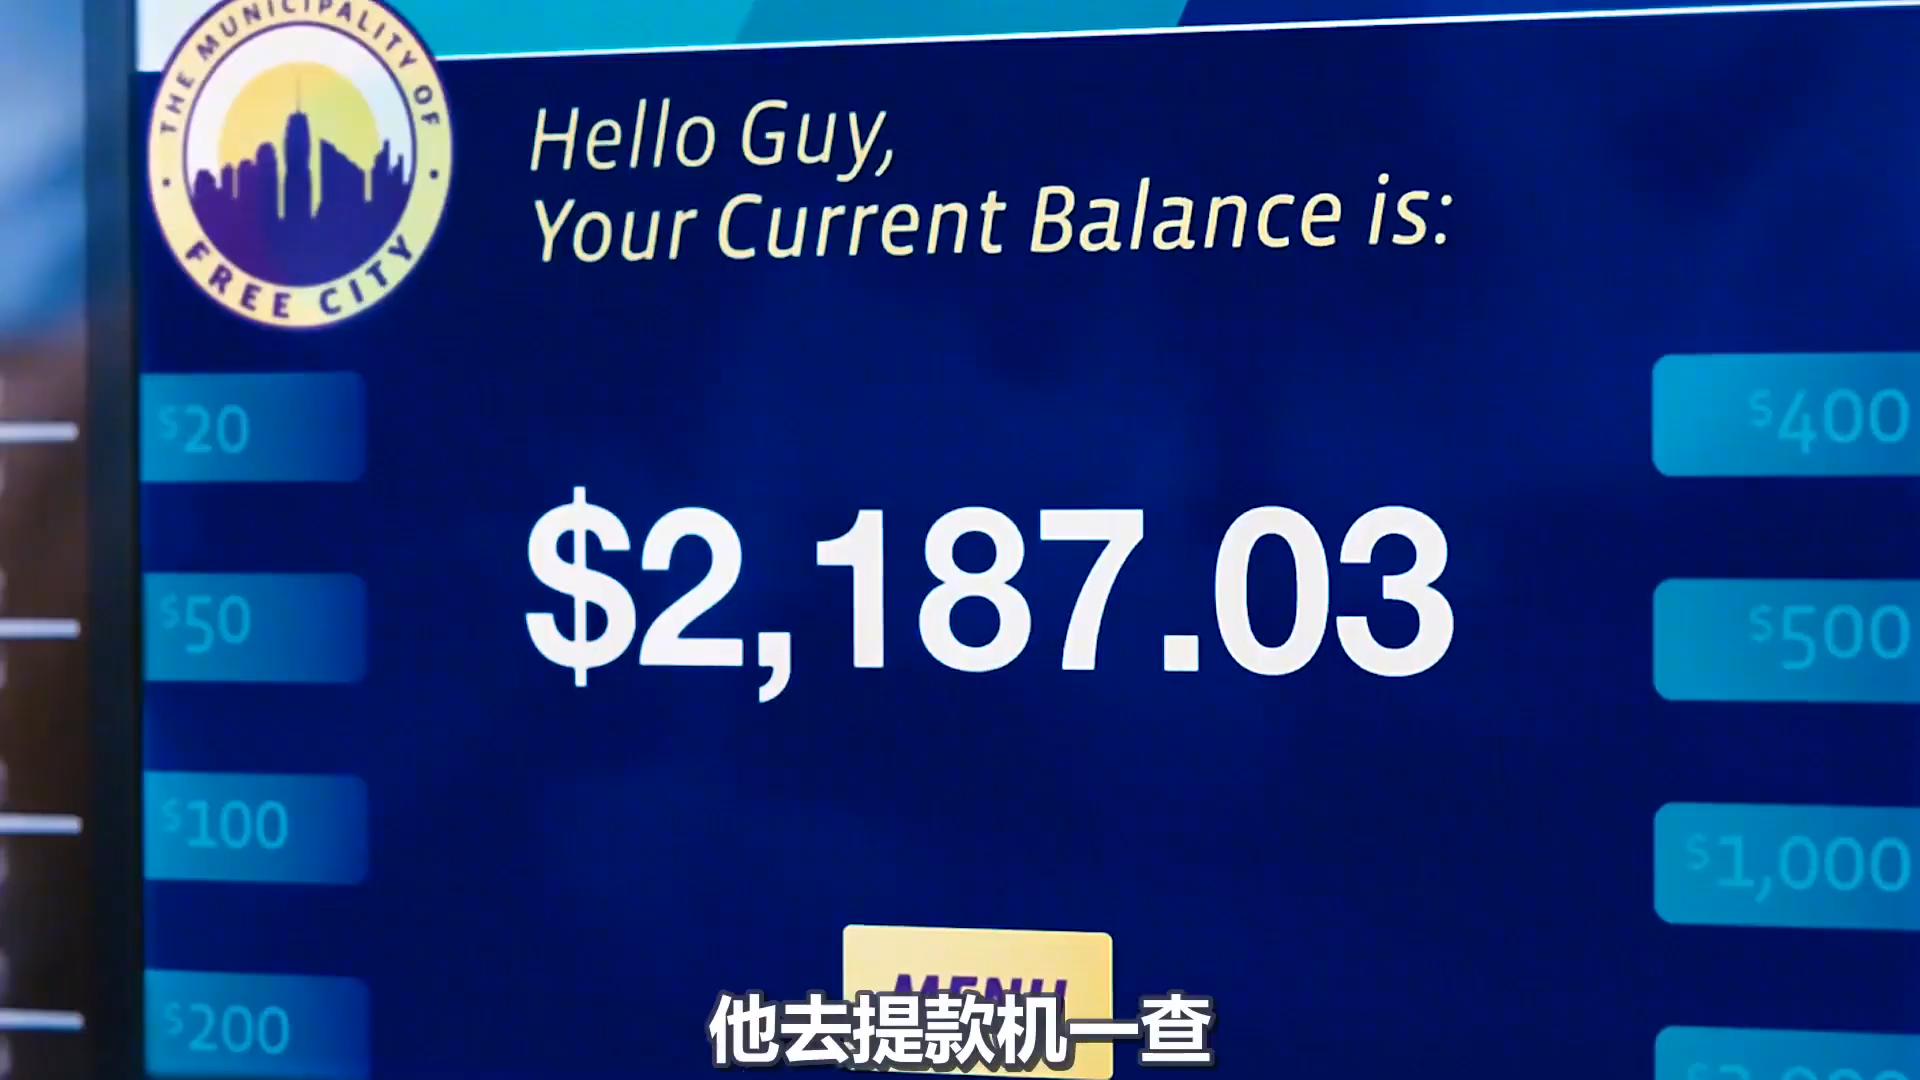 THE MUNICIPALITY OF
FREE CITY
Hello Guy,
Your Current Balance is:
$20
$400
$2,187.03
$50
$500
$100
$1,000
MENU
$200
他去提款机一查